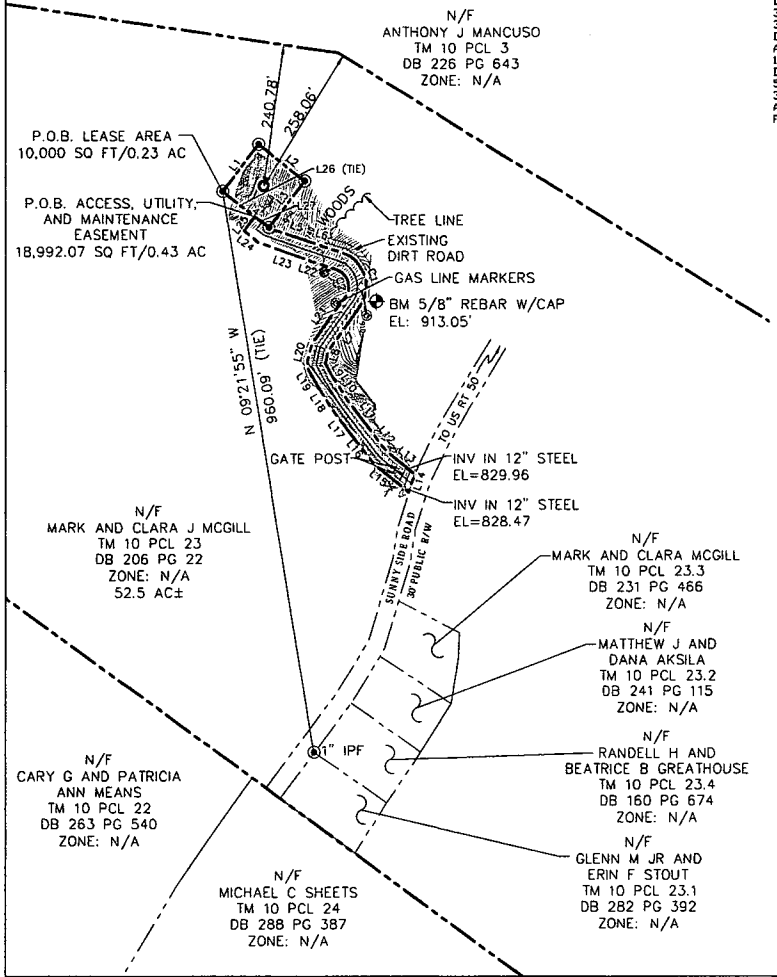 N/F
ANTHONY J MANCUSO
TM 10 PCL 3
DB 226 PG 643
ZONE: N/A
240.78'
258.06'
P.O.B. LEASE AREA
10,000 SQ FT/0.23 AC
L1
L2
L26 (TIE)
P.O.B. ACCESS, UTILITY,
AND MAINTENANCE
EASEMENT
18,992.07 SQ FT/0.43 AC
WOODS
TREE LINE
L24
L23
L22
L6
EXISTING
DIRT ROAD
C1
GAS LINE MARKERS
BM 5/8" REBAR W/CAP
EL: 913.05'
N 09°21'55" W
960.09' (TIE)
L20
L19
L18
L17
L12
L13
L14
L15
TO US RT 50
GATE POST
INV IN 12" STEEL
EL=829.96
INV IN 12" STEEL
EL=828.47
N/F
MARK AND CLARA J MCGILL
TM 10 PCL 23
DB 206 PG 22
ZONE: N/A
52.5 AC±
SUNNY SIDE ROAD
30' PUBLIC R/W
N/F
MARK AND CLARA MCGILL
TM 10 PCL 23.3
DB 231 PG 466
ZONE: N/A
N/F
MATTHEW J AND
DANA AKSILA
TM 10 PCL 23.2
DB 241 PG 115
ZONE: N/A
1" IPF
N/F
RANDELL H AND
BEATRICE B GREATHOUSE
TM 10 PCL 23.4
DB 160 PG 674
ZONE: N/A
N/F
CARY G AND PATRICIA
ANN MEANS
TM 10 PCL 22
DB 263 PG 540
ZONE: N/A
N/F
GLENN M JR AND
ERIN F STOUT
TM 10 PCL 23.1
DB 282 PG 392
ZONE: N/A
N/F
MICHAEL C SHEETS
TM 10 PCL 24
DB 288 PG 387
ZONE: N/A